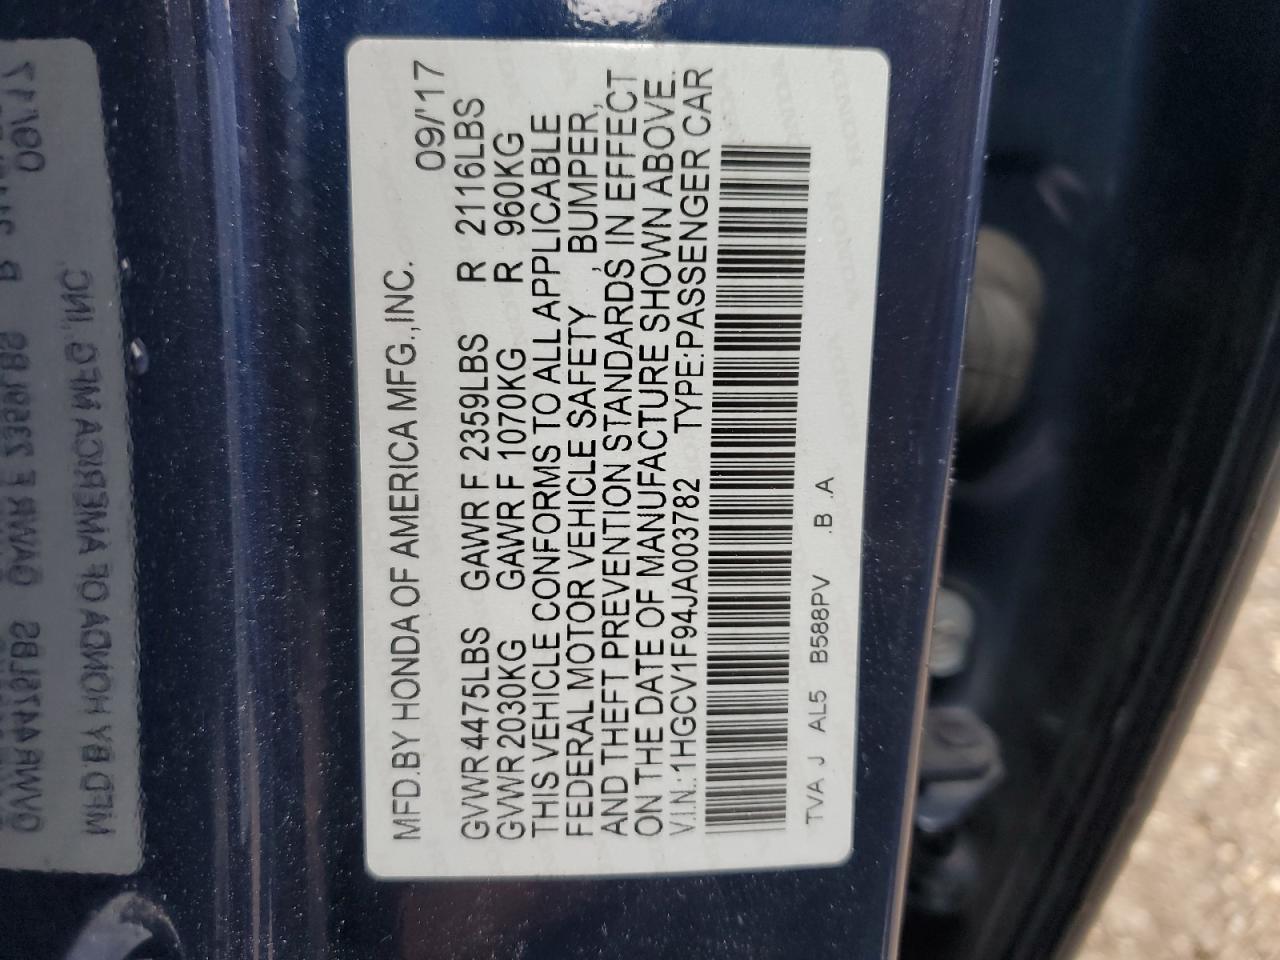 MFD.BY HONDA OF AMERICA MFG.,INC. 09/'17
GVWR 4475LBS GAWR F 2359LBS R 2116LBS
GVWR 2030KG GAWR F 1070KG R 960KG
THIS VEHICLE CONFORMS TO ALL APPLICABLE
FEDERAL MOTOR VEHICLE SAFETY, BUMPER,
AND THEFT PREVENTION STANDARDS IN EFFECT
ON THE DATE OF MANUFACTURE SHOWN ABOVE.
V.I.N.:1HGCV1F94JA003782 TYPE:PASSENGER CAR
TVA J AL5 B588PV .B .A